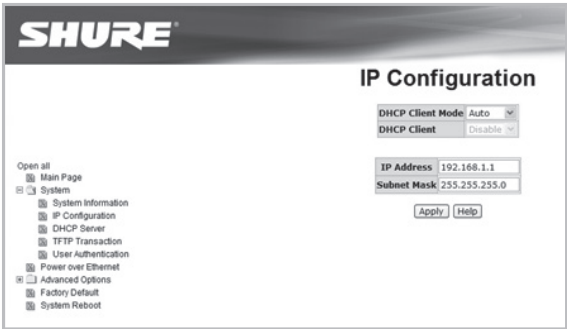 SHURE
IP Configuration
DHCP Client Mode Auto
DHCP Client Disable
IP Address 192.168.1.1
Subnet Mask 255.255.255.0
Apply Help
Open all
Main Page
System
System Information
IP Configuration
DHCP Server
TFTP Transaction
User Authentication
Power over Ethernet
Advanced Options
Factory Default
System Reboot